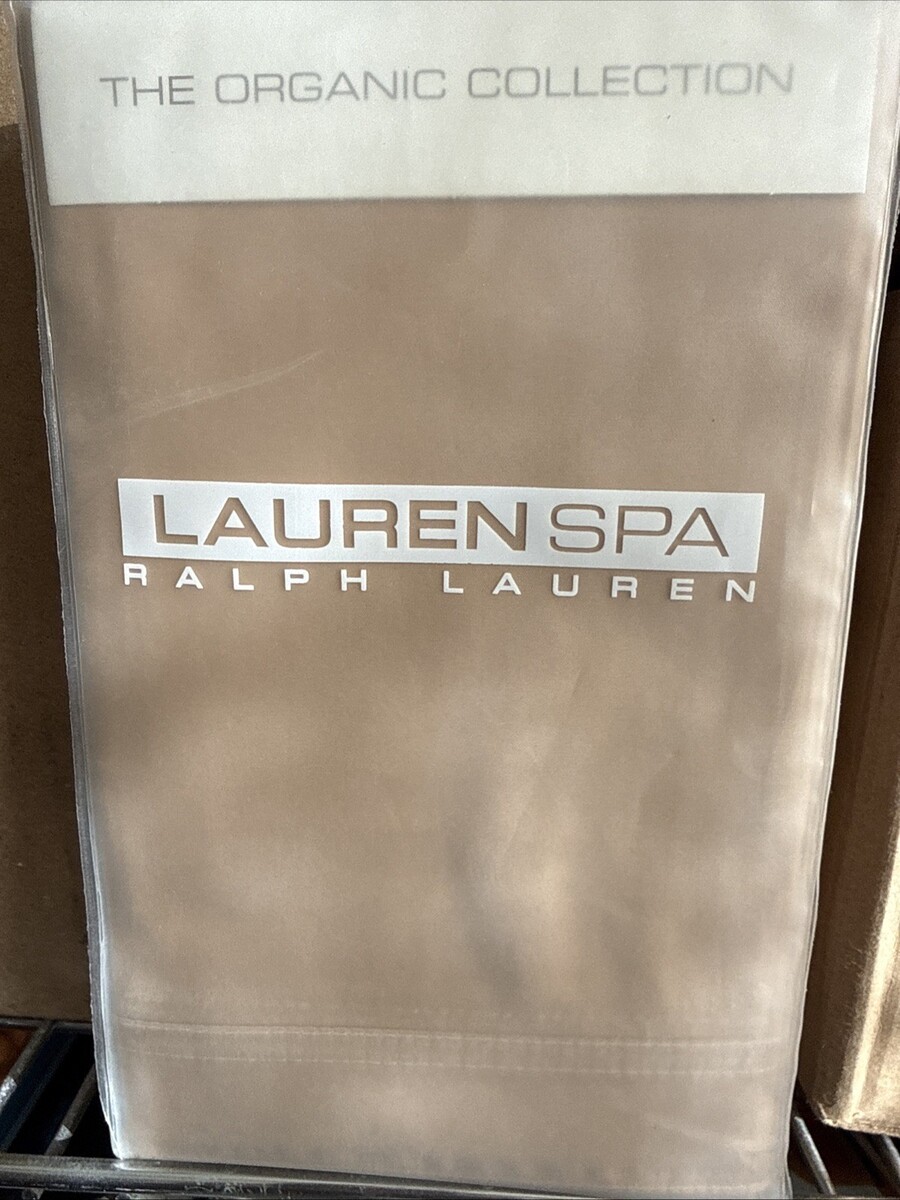 THE ORGANIC COLLECTION
LAUREN SPA
RALPH LAUREN